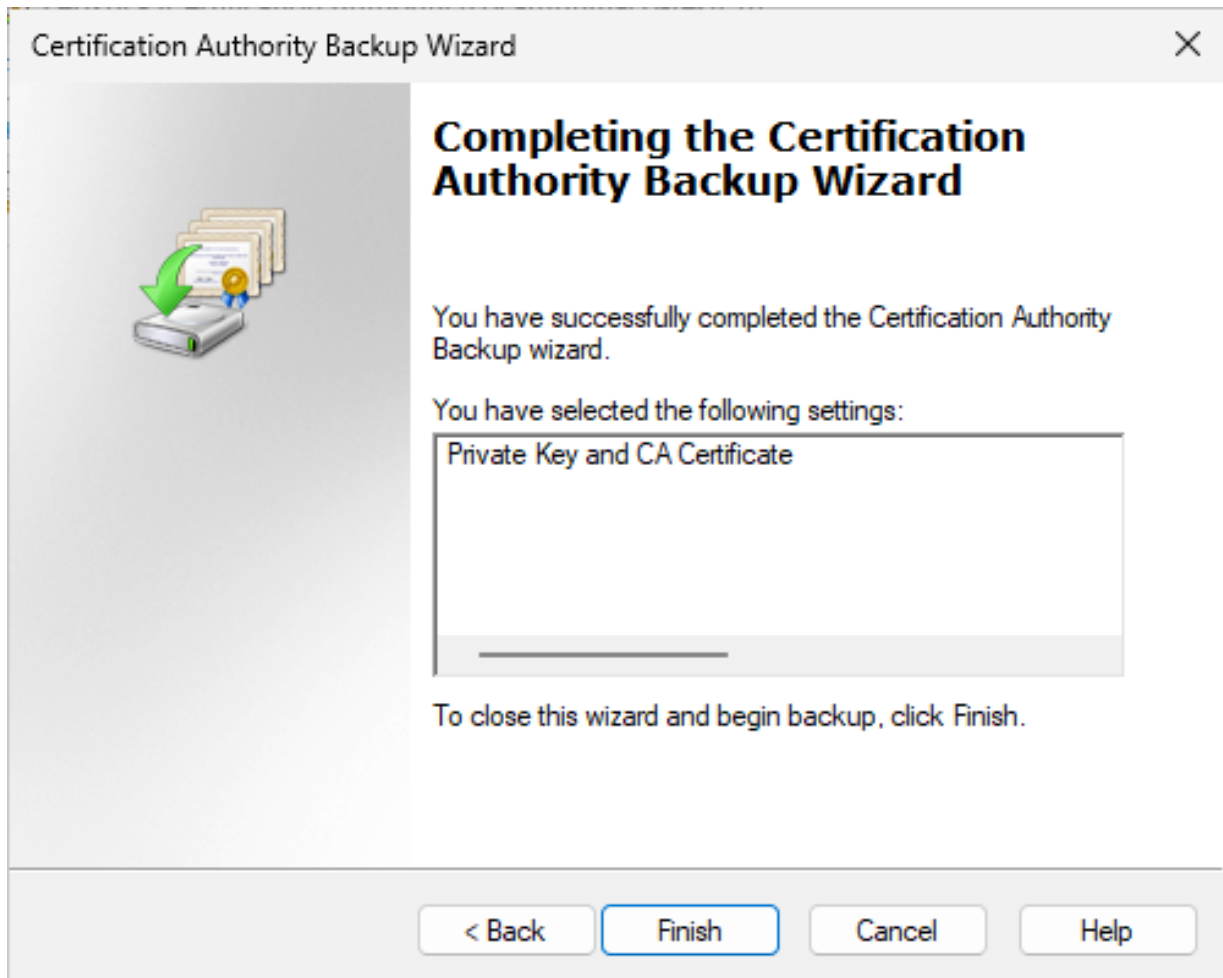 Certification Authority Backup Wizard
Completing the Certification
Authority Backup Wizard
You have successfully completed the Certification Authority
Backup wizard.
You have selected the following settings:
Private Key and CA Certificate
To close this wizard and begin backup, click Finish.
< Back
Finish
Cancel
Help